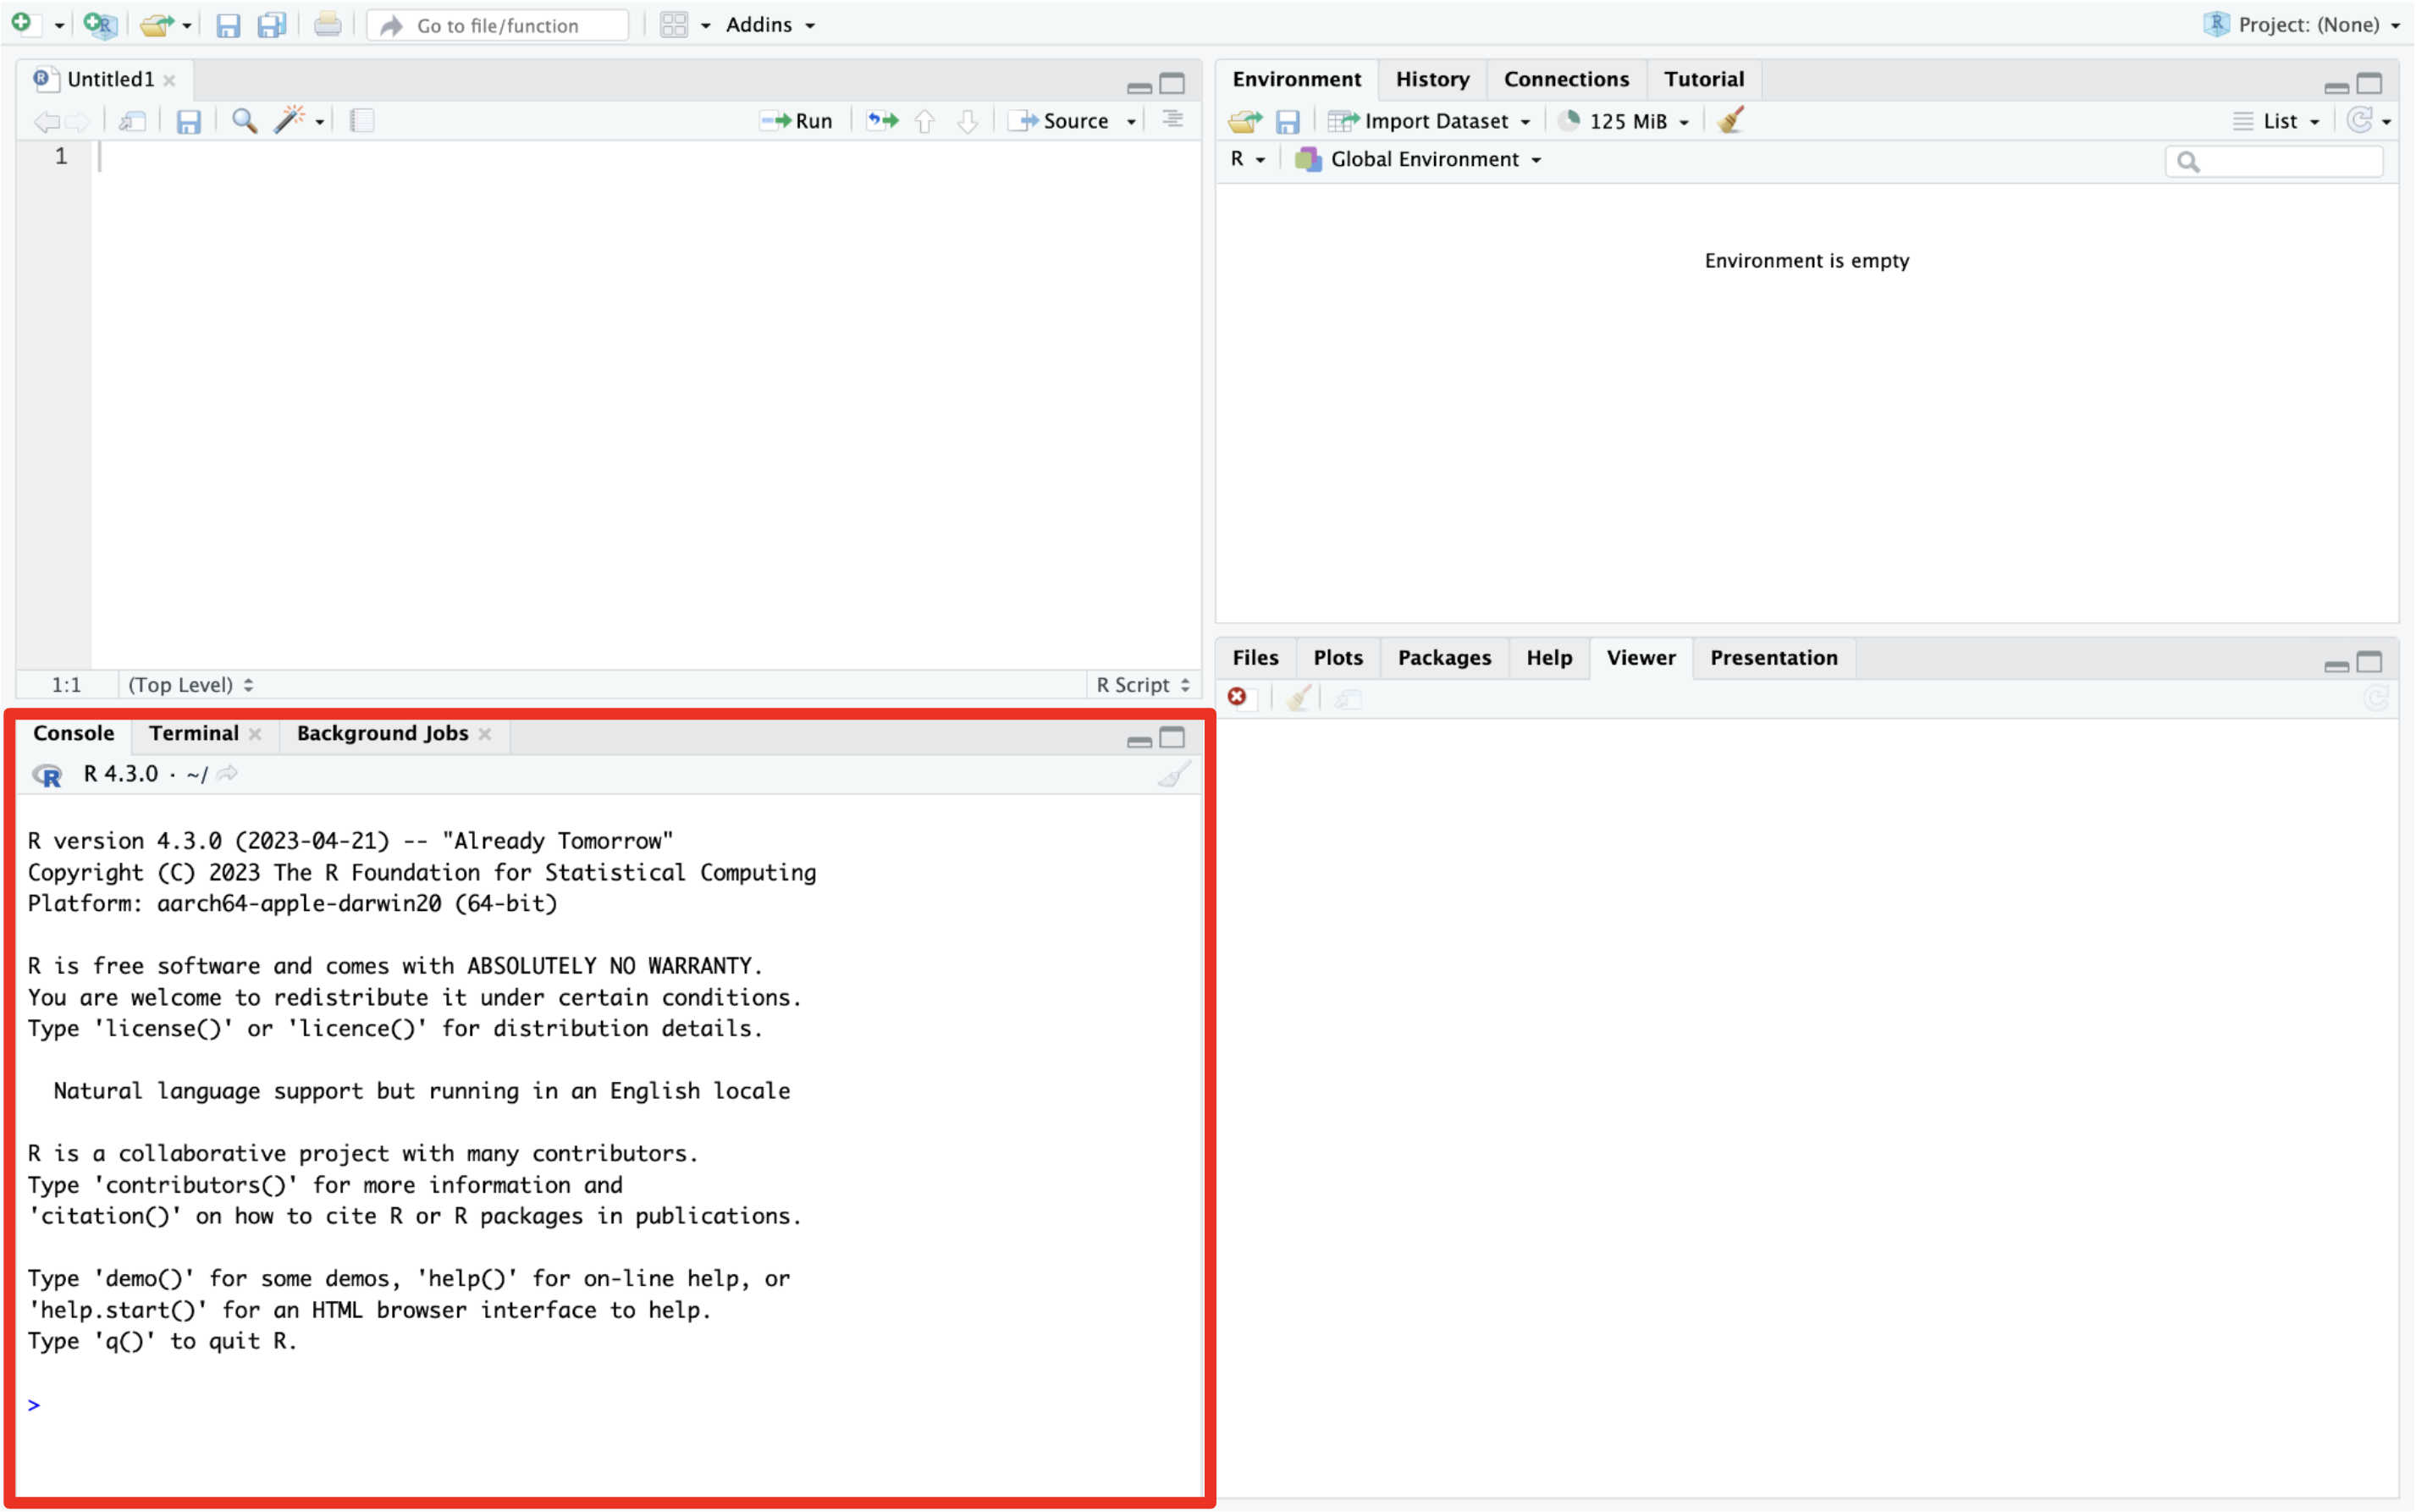 Go to file/function
Addins
Project: (None)
Untitled1
Run
Source
1
1:1 (Top Level)
R Script
Environment History Connections Tutorial
Import Dataset
125 MiB
List
R
Global Environment
Environment is empty
Files Plots Packages Help Viewer Presentation
Console Terminal Background Jobs
R 4.3.0 · ~/
R version 4.3.0 (2023-04-21) -- "Already Tomorrow"
Copyright (C) 2023 The R Foundation for Statistical Computing
Platform: aarch64-apple-darwin20 (64-bit)
R is free software and comes with ABSOLUTELY NO WARRANTY.
You are welcome to redistribute it under certain conditions.
Type 'license()' or 'licence()' for distribution details.
Natural language support but running in an English locale
R is a collaborative project with many contributors.
Type 'contributors()' for more information and
'citation()' on how to cite R or R packages in publications.
Type 'demo()' for some demos, 'help()' for on-line help, or
'help.start()' for an HTML browser interface to help.
Type 'q()' to quit R.
>